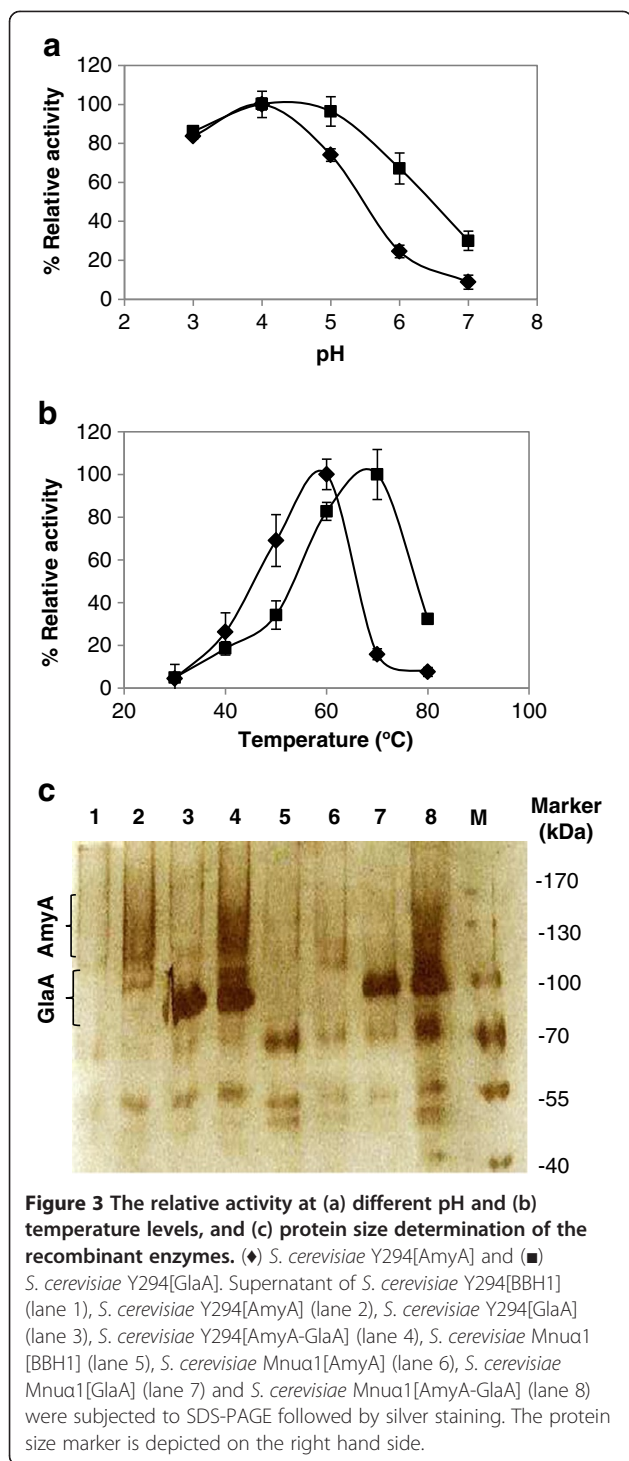 a
120
100
80
60
40
20
0
% Relative activity
2 3 4 5 6 7 8
pH
b
120
100
80
60
40
20
0
% Relative activity
20 40 60 80 100
Temperature (°C)
c
1 2 3 4 5 6 7 8 M
Marker
(kDa)
AmyA
GlaA
-170
-130
-100
-70
-55
-40
Figure 3 The relative activity at (a) different pH and (b)
temperature levels, and (c) protein size determination of the
recombinant enzymes. (♦) S. cerevisiae Y294[AmyA] and (■)
S. cerevisiae Y294[GlaA]. Supernatant of S. cerevisiae Y294[BBH1]
(lane 1), S. cerevisiae Y294[AmyA] (lane 2), S. cerevisiae Y294[GlaA]
(lane 3), S. cerevisiae Y294[AmyA-GlaA] (lane 4), S. cerevisiae Mnuα1
[BBH1] (lane 5), S. cerevisiae Mnuα1[AmyA] (lane 6), S. cerevisiae
Mnuα1[GlaA] (lane 7) and S. cerevisiae Mnuα1[AmyA-GlaA] (lane 8)
were subjected to SDS-PAGE followed by silver staining. The protein
size marker is depicted on the right hand side.